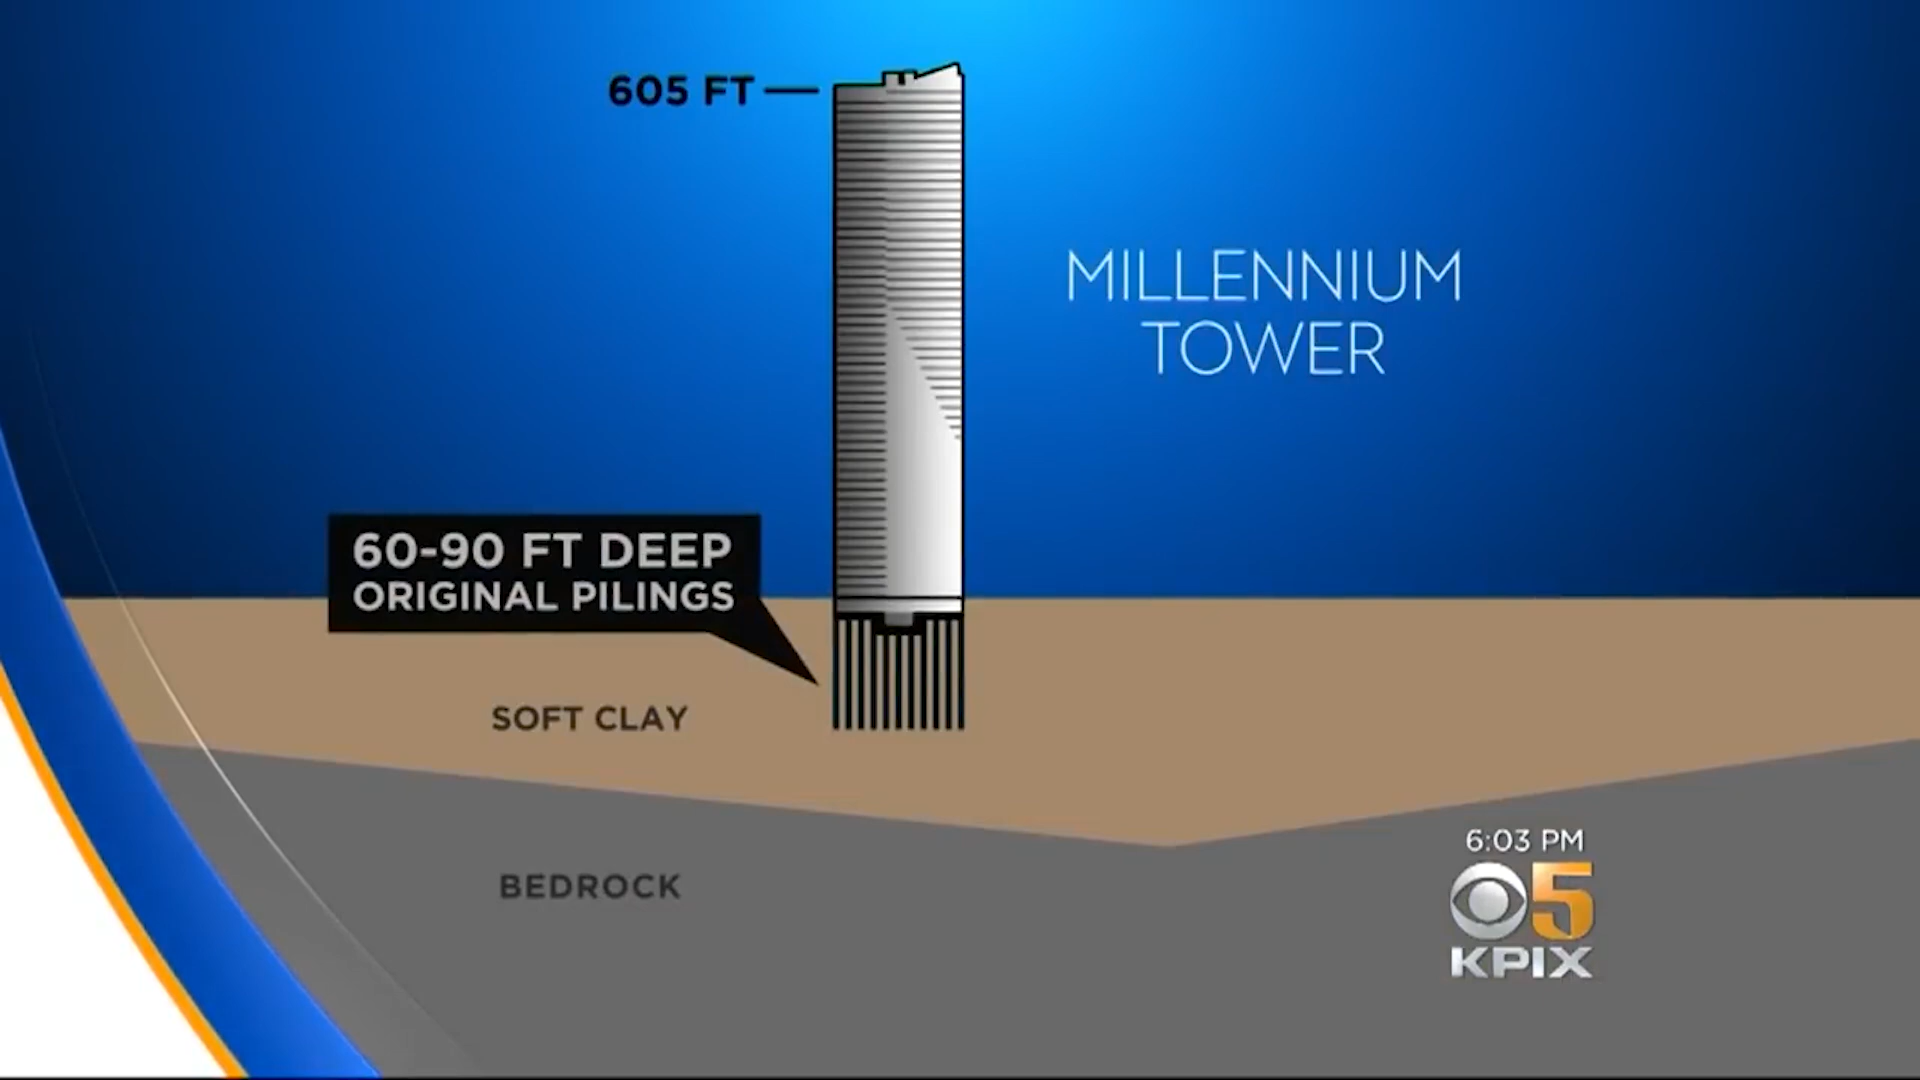 605 FT
MILLENNIUM
TOWER
60-90 FT DEEP
ORIGINAL PILINGS
SOFT CLAY
BEDROCK
6:03 PM
5
KPIX